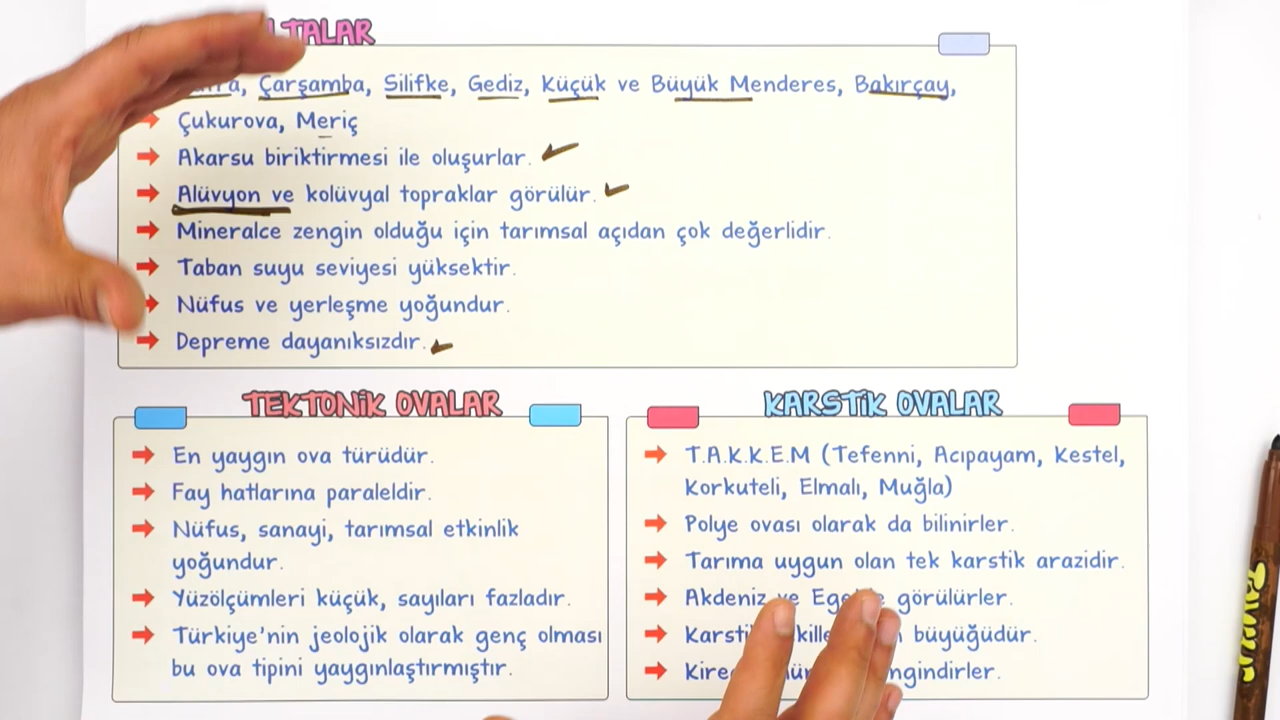 TALAR
Çarşamba, Silifke, Gediz, Küçük ve Büyük Menderes, Bakırçay,
Çukurova, Meriç
Akarsu biriktirmesi ile oluşurlar.
Alüvyon ve kolüvyal topraklar görülür.
Mineralce zengin olduğu için tarımsal açıdan çok değerlidir.
Taban suyu seviyesi yüksektir.
Nüfus ve yerleşme yoğundur.
Depreme dayanıksızdır.
TEKTONİK OVALAR
En yaygın ova türüdür.
Fay hatlarına paraleldir.
Nüfus, sanayi, tarımsal etkinlik
yoğundur.
Yüzölçümleri küçük, sayıları fazladır.
Türkiye'nin jeolojik olarak genç olması
bu ova tipini yaygınlaştırmıştır.
KARSTİK OVALAR
T.A.K.K.E.M (Tefenni, Acıpayam, Kestel,
Korkuteli, Elmalı, Muğla)
Polye ovası olarak da bilinirler.
Tarıma uygun olan tek karstik arazidir.
Akdeniz ve görülürler.
büyüğüdür.